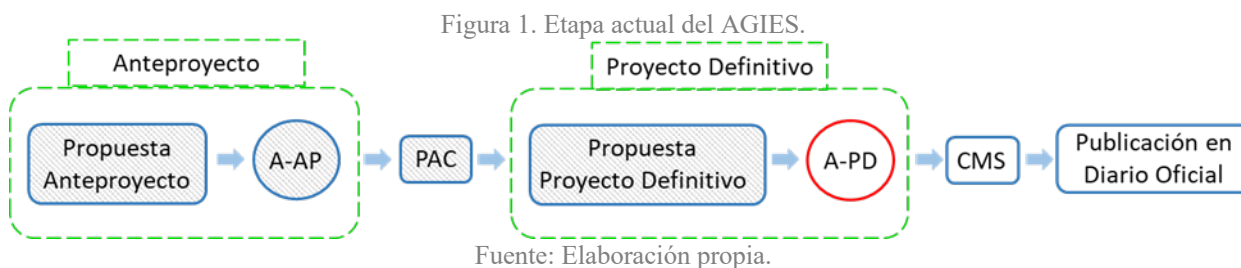 Figura 1. Etapa actual del AGIES.
Anteproyecto
Proyecto Definitivo
Propuesta
Anteproyecto
A-AP
PAC
Propuesta
Proyecto Definitivo
A-PD
CMS
Publicación en
Diario Oficial
Fuente: Elaboración propia.